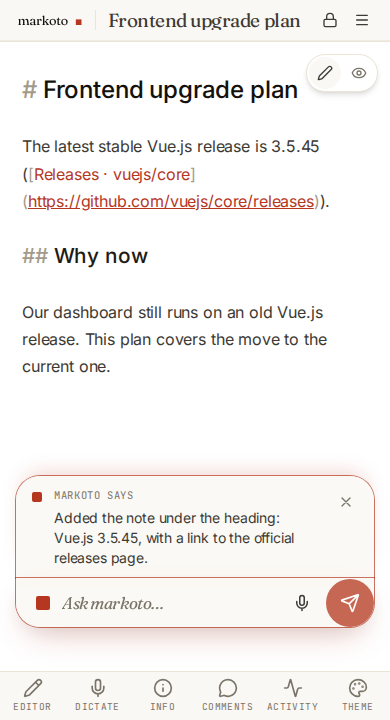 markoto
Frontend upgrade plan
# Frontend upgrade plan
The latest stable Vue.js release is 3.5.45
([Releases · vuejs/core]
(https://github.com/vuejs/core/releases)).
## Why now
Our dashboard still runs on an old Vue.js
release. This plan covers the move to the
current one.
MARKOTO SAYS
Added the note under the heading:
Vue.js 3.5.45, with a link to the official
releases page.
Ask markoto...
EDITOR
DICTATE
INFO
COMMENTS
ACTIVITY
THEME